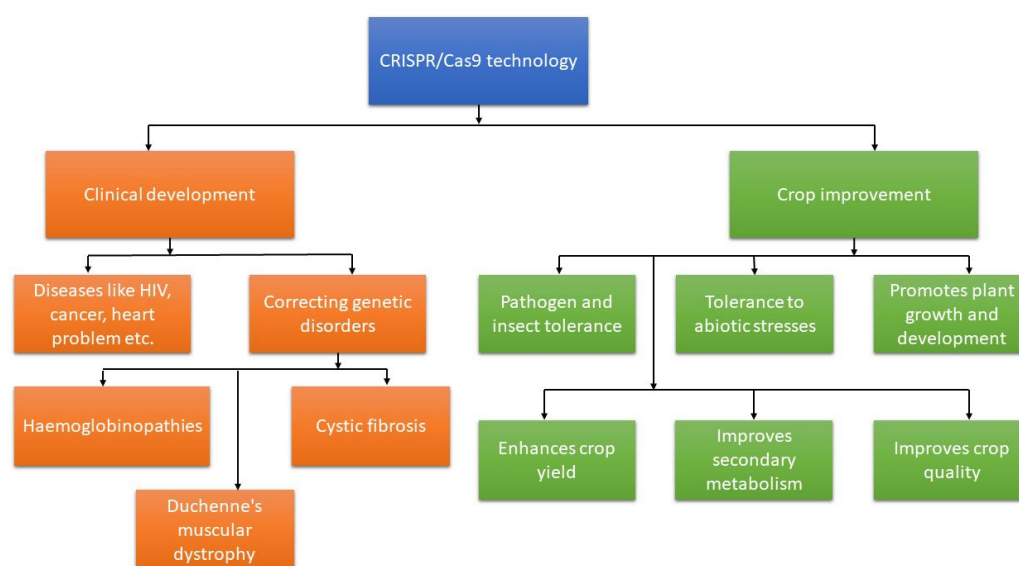 CRISPR/Cas9 technology
Clinical development
Crop improvement
Diseases like HIV,
cancer, heart
problem etc.
Correcting genetic
disorders
Pathogen and
insect tolerance
Tolerance to
abiotic stresses
Promotes plant
growth and
development
Haemoglobinopathies
Cystic fibrosis
Enhances crop
yield
Improves
secondary
metabolism
Improves crop
quality
Duchenne's
muscular
dystrophy